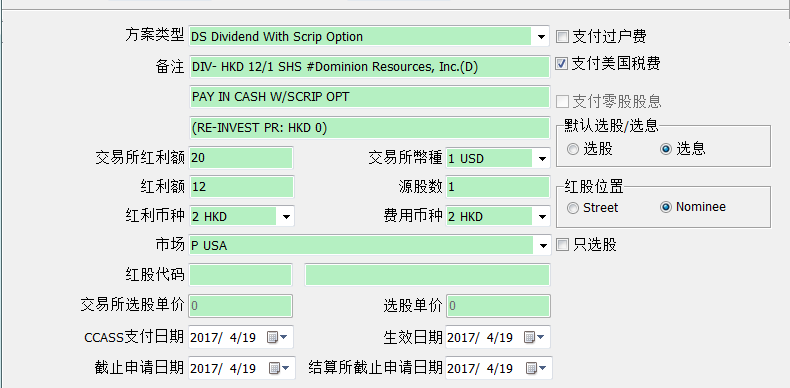 方案类型 DS Dividend With Scrip Option 支付过户费
备注 DIV- HKD 12/1 SHS #Dominion Resources, Inc.(D) 支付美国税费
PAY IN CASH W/SCRIP OPT 支付零股股息
(RE-INVEST PR: HKD 0) 默认选股/选息
选股 选息
交易所红利额 20 交易所幣種 1 USD
红利额 12 源股数 1 红股位置
红利币种 2 HKD 费用币种 2 HKD Street Nominee
市场 P USA 只选股
红股代码
交易所选股单价 0 选股单价 0
CCASS支付日期 2017/ 4/19 生效日期 2017/ 4/19
截止申请日期 2017/ 4/19 结算所截止申请日期 2017/ 4/19